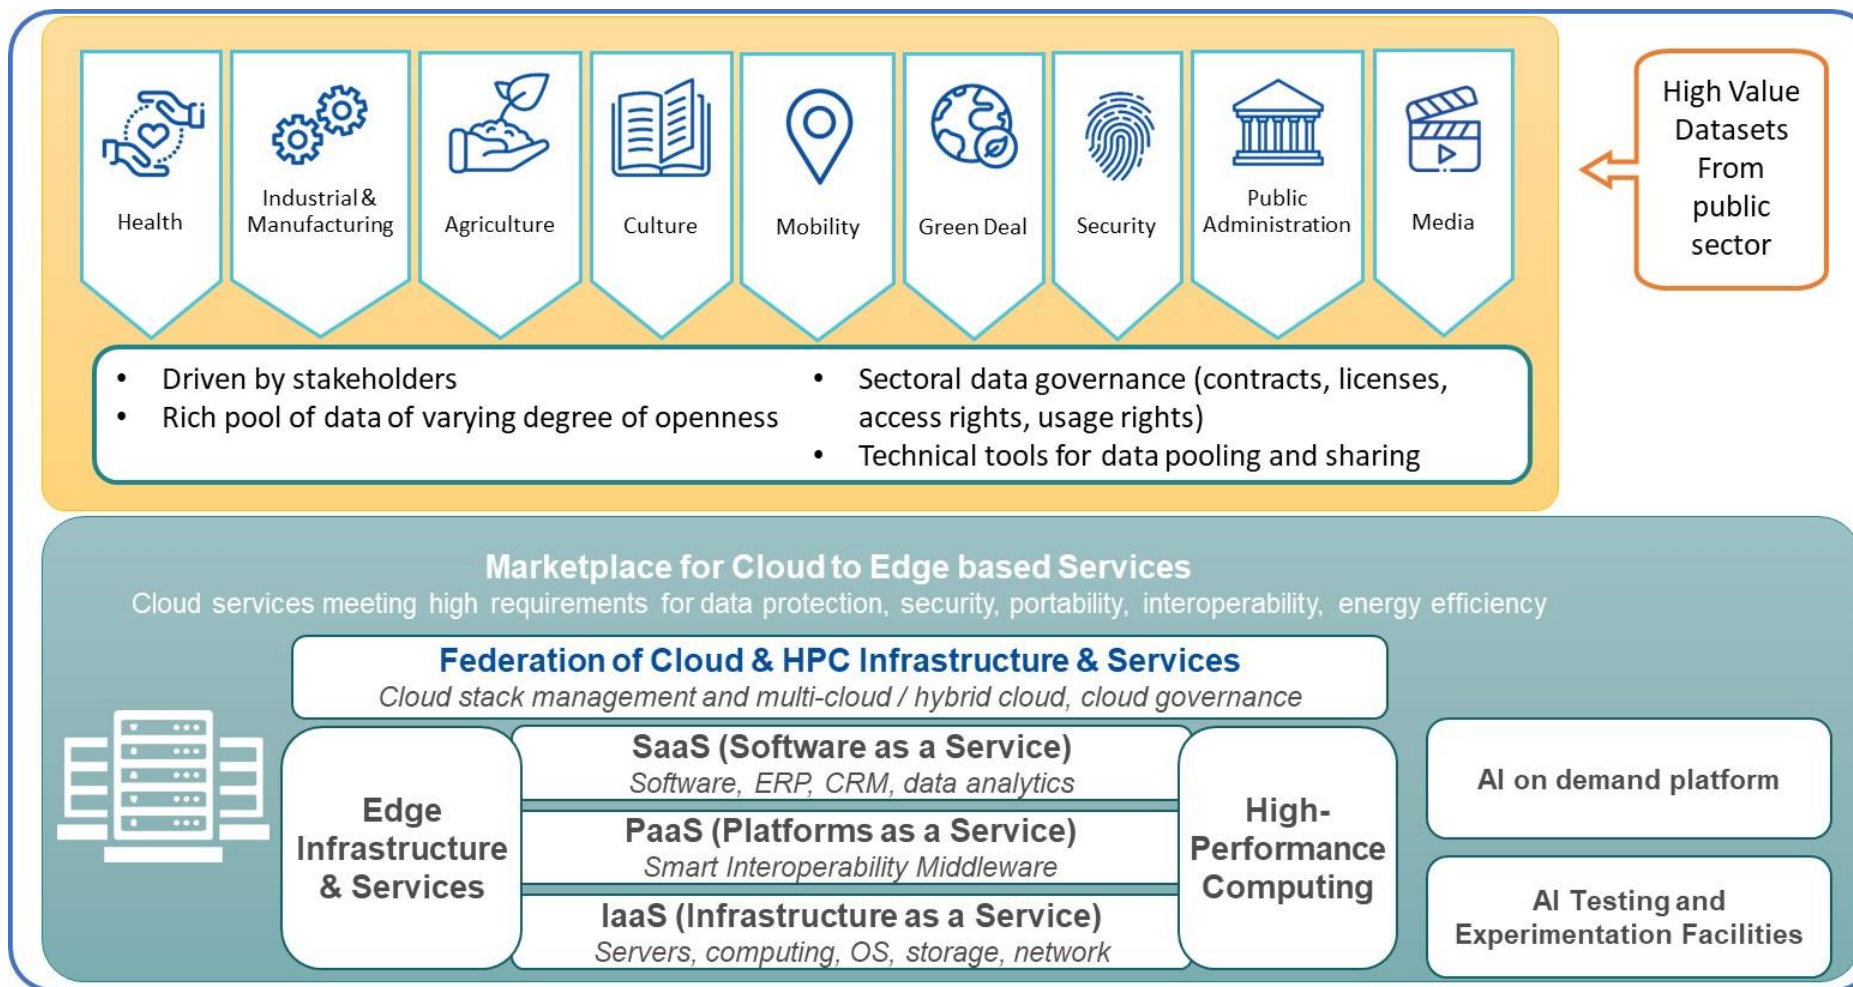 Health
Industrial &
Manufacturing
Agriculture
Culture
Mobility
Green Deal
Security
Public
Administration
Media
High Value
Datasets
From
public
sector
• Driven by stakeholders
• Rich pool of data of varying degree of openness
• Sectoral data governance (contracts, licenses,
access rights, usage rights)
• Technical tools for data pooling and sharing
Marketplace for Cloud to Edge based Services
Cloud services meeting high requirements for data protection, security, portability, interoperability, energy efficiency
Federation of Cloud & HPC Infrastructure & Services
Cloud stack management and multi-cloud / hybrid cloud, cloud governance
Edge
Infrastructure
& Services
SaaS (Software as a Service)
Software, ERP, CRM, data analytics
PaaS (Platforms as a Service)
Smart Interoperability Middleware
IaaS (Infrastructure as a Service)
Servers, computing, OS, storage, network
High-
Performance
Computing
AI on demand platform
AI Testing and
Experimentation Facilities